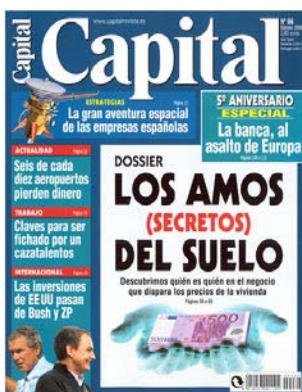 www.capitalrevista.es
Capital
Capital
Nº 66
ESTRATEGIAS
La gran aventura espacial
de las empresas españolas
5º ANIVERSARIO
ESPECIAL
La banca, al
asalto de Europa
ACTUALIDAD
Seis de cada
diez aeropuertos
pierden dinero
TRABAJO
Claves para ser
fichado por un
cazatalentos
INTERNACIONAL
Las inversiones
de EEUU pasan
de Bush y ZP
DOSSIER
LOS AMOS
(SECRETOS)
DEL SUELO
Descubrimos quién es quién en el negocio
que dispara los precios de la vivienda
500